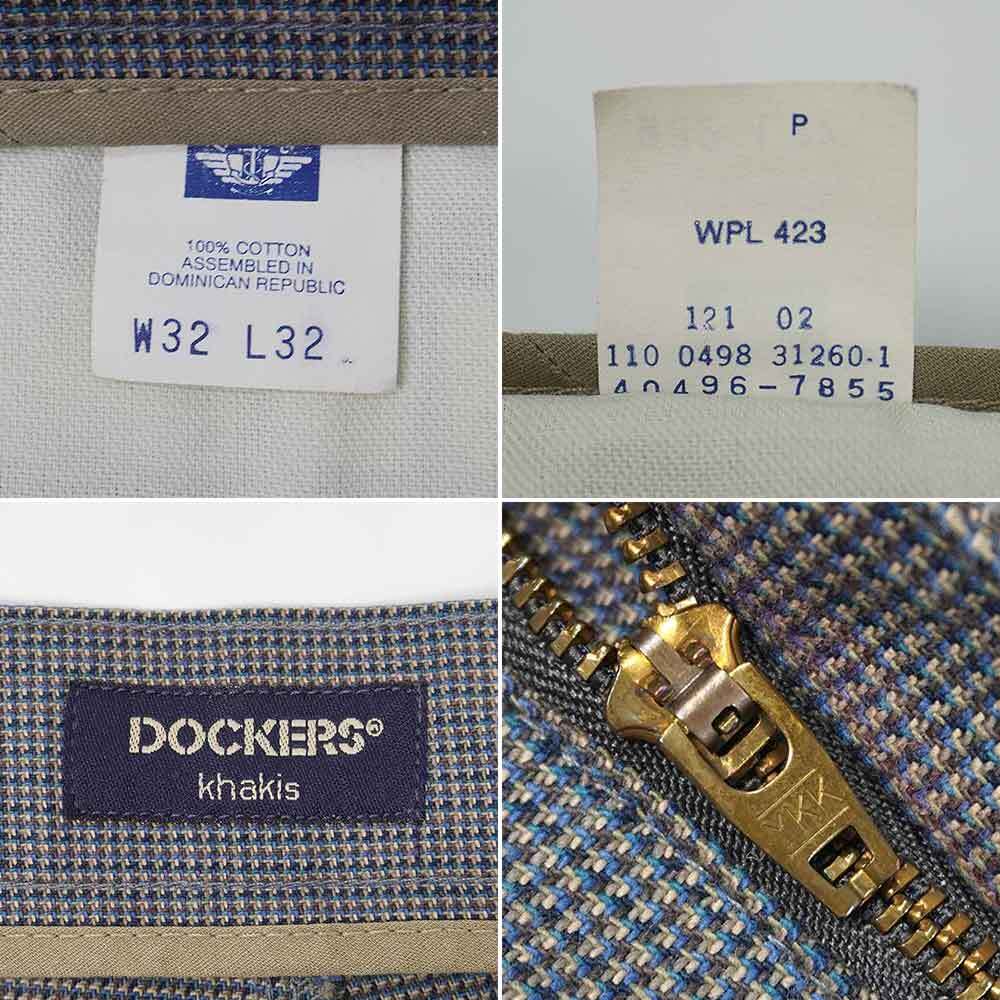 100% COTTON
ASSEMBLED IN
DOMINICAN REPUBLIC
W32 L32
P
WPL 423
121 02
110 0498 31260-1
40496-7855
DOCKERS®
khakis
YKK